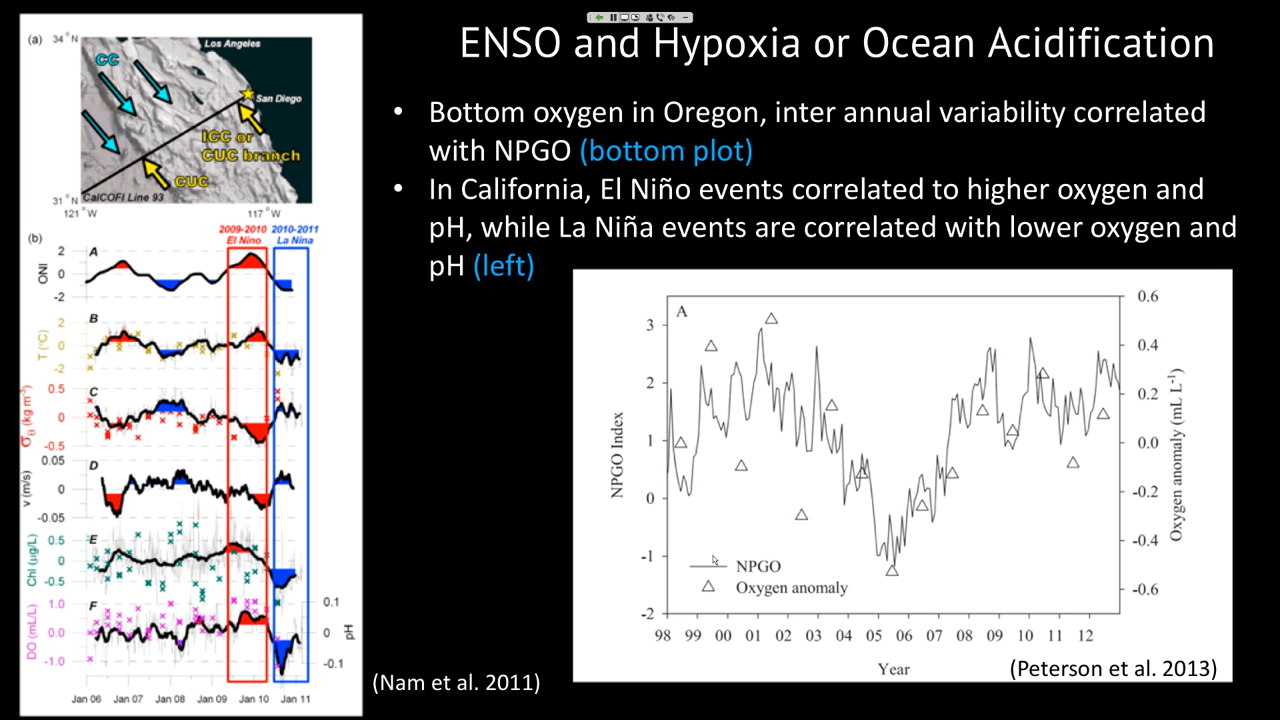 ENSO and Hypoxia or Ocean Acidification
• Bottom oxygen in Oregon, inter annual variability correlated
with NPGO (bottom plot)
• In California, El Niño events correlated to higher oxygen and
pH, while La Niña events are correlated with lower oxygen and
pH (left)
(a)
34°N
Los Angeles
CC
San Diego
ICC or
CUC branch
CUC
CalCOFI Line 93
31°N
121°W
117°W
(b)
2009-2010
El Nino
2010-2011
La Nina
A
ONI
2
0
-2
B
T (°C)
2
0
-2
C
σθ (kg m⁻³)
0.5
0
-0.5
D
v (m/s)
0.05
0
-0.05
E
Chl (μg/L)
0.5
0
-0.5
F
DO (mL/L)
1.0
0.0
-1.0
0.1
0
-0.1
pH
Jan 06 Jan 07 Jan 08 Jan 09 Jan 10 Jan 11
(Nam et al. 2011)
A
NPGO Index
3
2
1
0
-1
-2
0.6
0.4
0.2
0.0
-0.2
-0.4
-0.6
Oxygen anomaly (mL L⁻¹)
NPGO
Oxygen anomaly
98 99 00 01 02 03 04 05 06 07 08 09 10 11 12
Year
(Peterson et al. 2013)